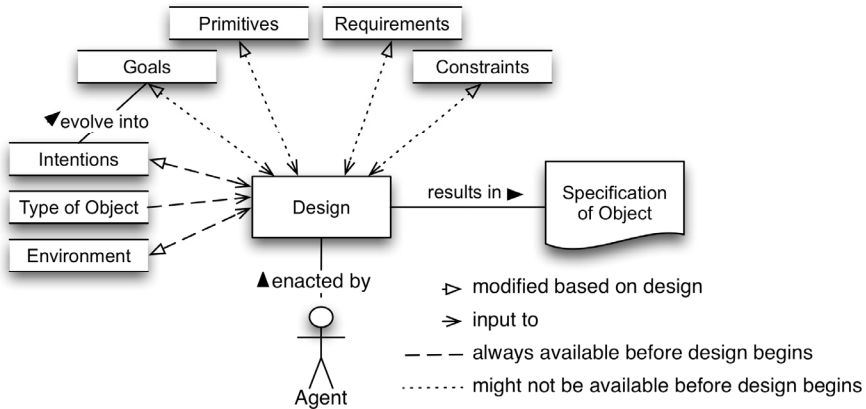 Primitives
Requirements
Goals
Constraints
evolve into
Intentions
Type of Object
Environment
Design
results in
Specification
of Object
enacted by
Agent
modified based on design
input to
always available before design begins
might not be available before design begins